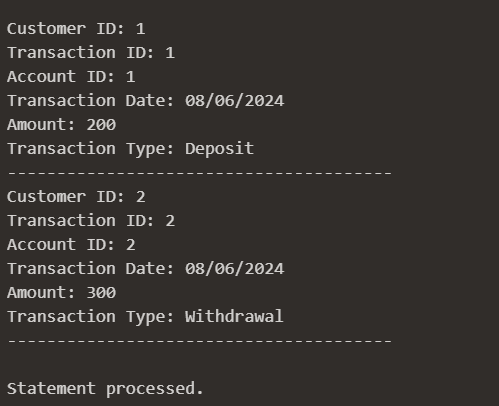 Customer ID: 1
Transaction ID: 1
Account ID: 1
Transaction Date: 08/06/2024
Amount: 200
Transaction Type: Deposit
---------------------------------------
Customer ID: 2
Transaction ID: 2
Account ID: 2
Transaction Date: 08/06/2024
Amount: 300
Transaction Type: Withdrawal
---------------------------------------
Statement processed.